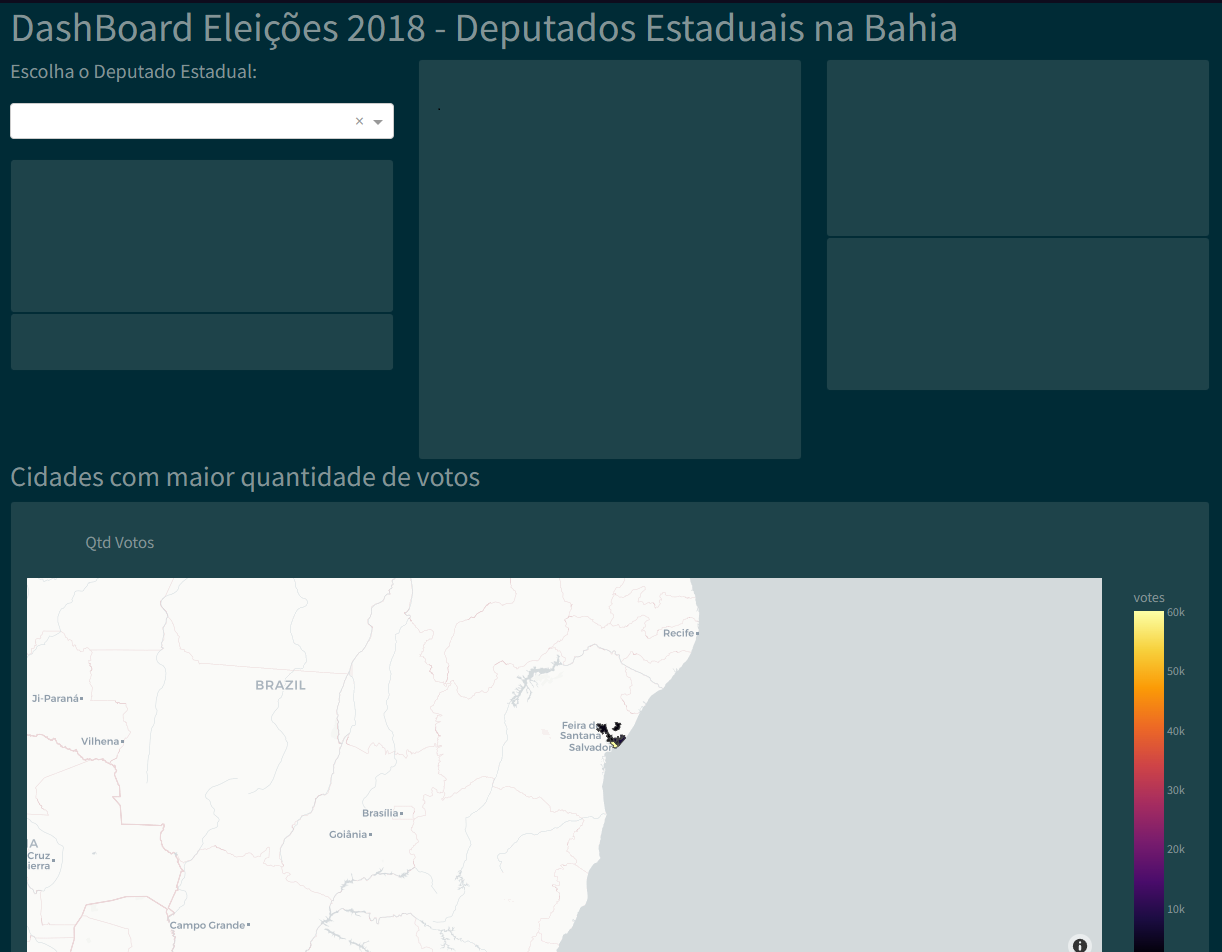 DashBoard Eleições 2018 - Deputados Estaduais na Bahia
Escolha o Deputado Estadual:
Cidades com maior quantidade de votos
Qtd Votos
votes
60k
50k
40k
30k
20k
10k
Recife
BRAZIL
Ji-Paraná
Feira d
Santana
Salvador
Vilhena
Brasília
Goiânia
A
Cruz
ierra
Campo Grande